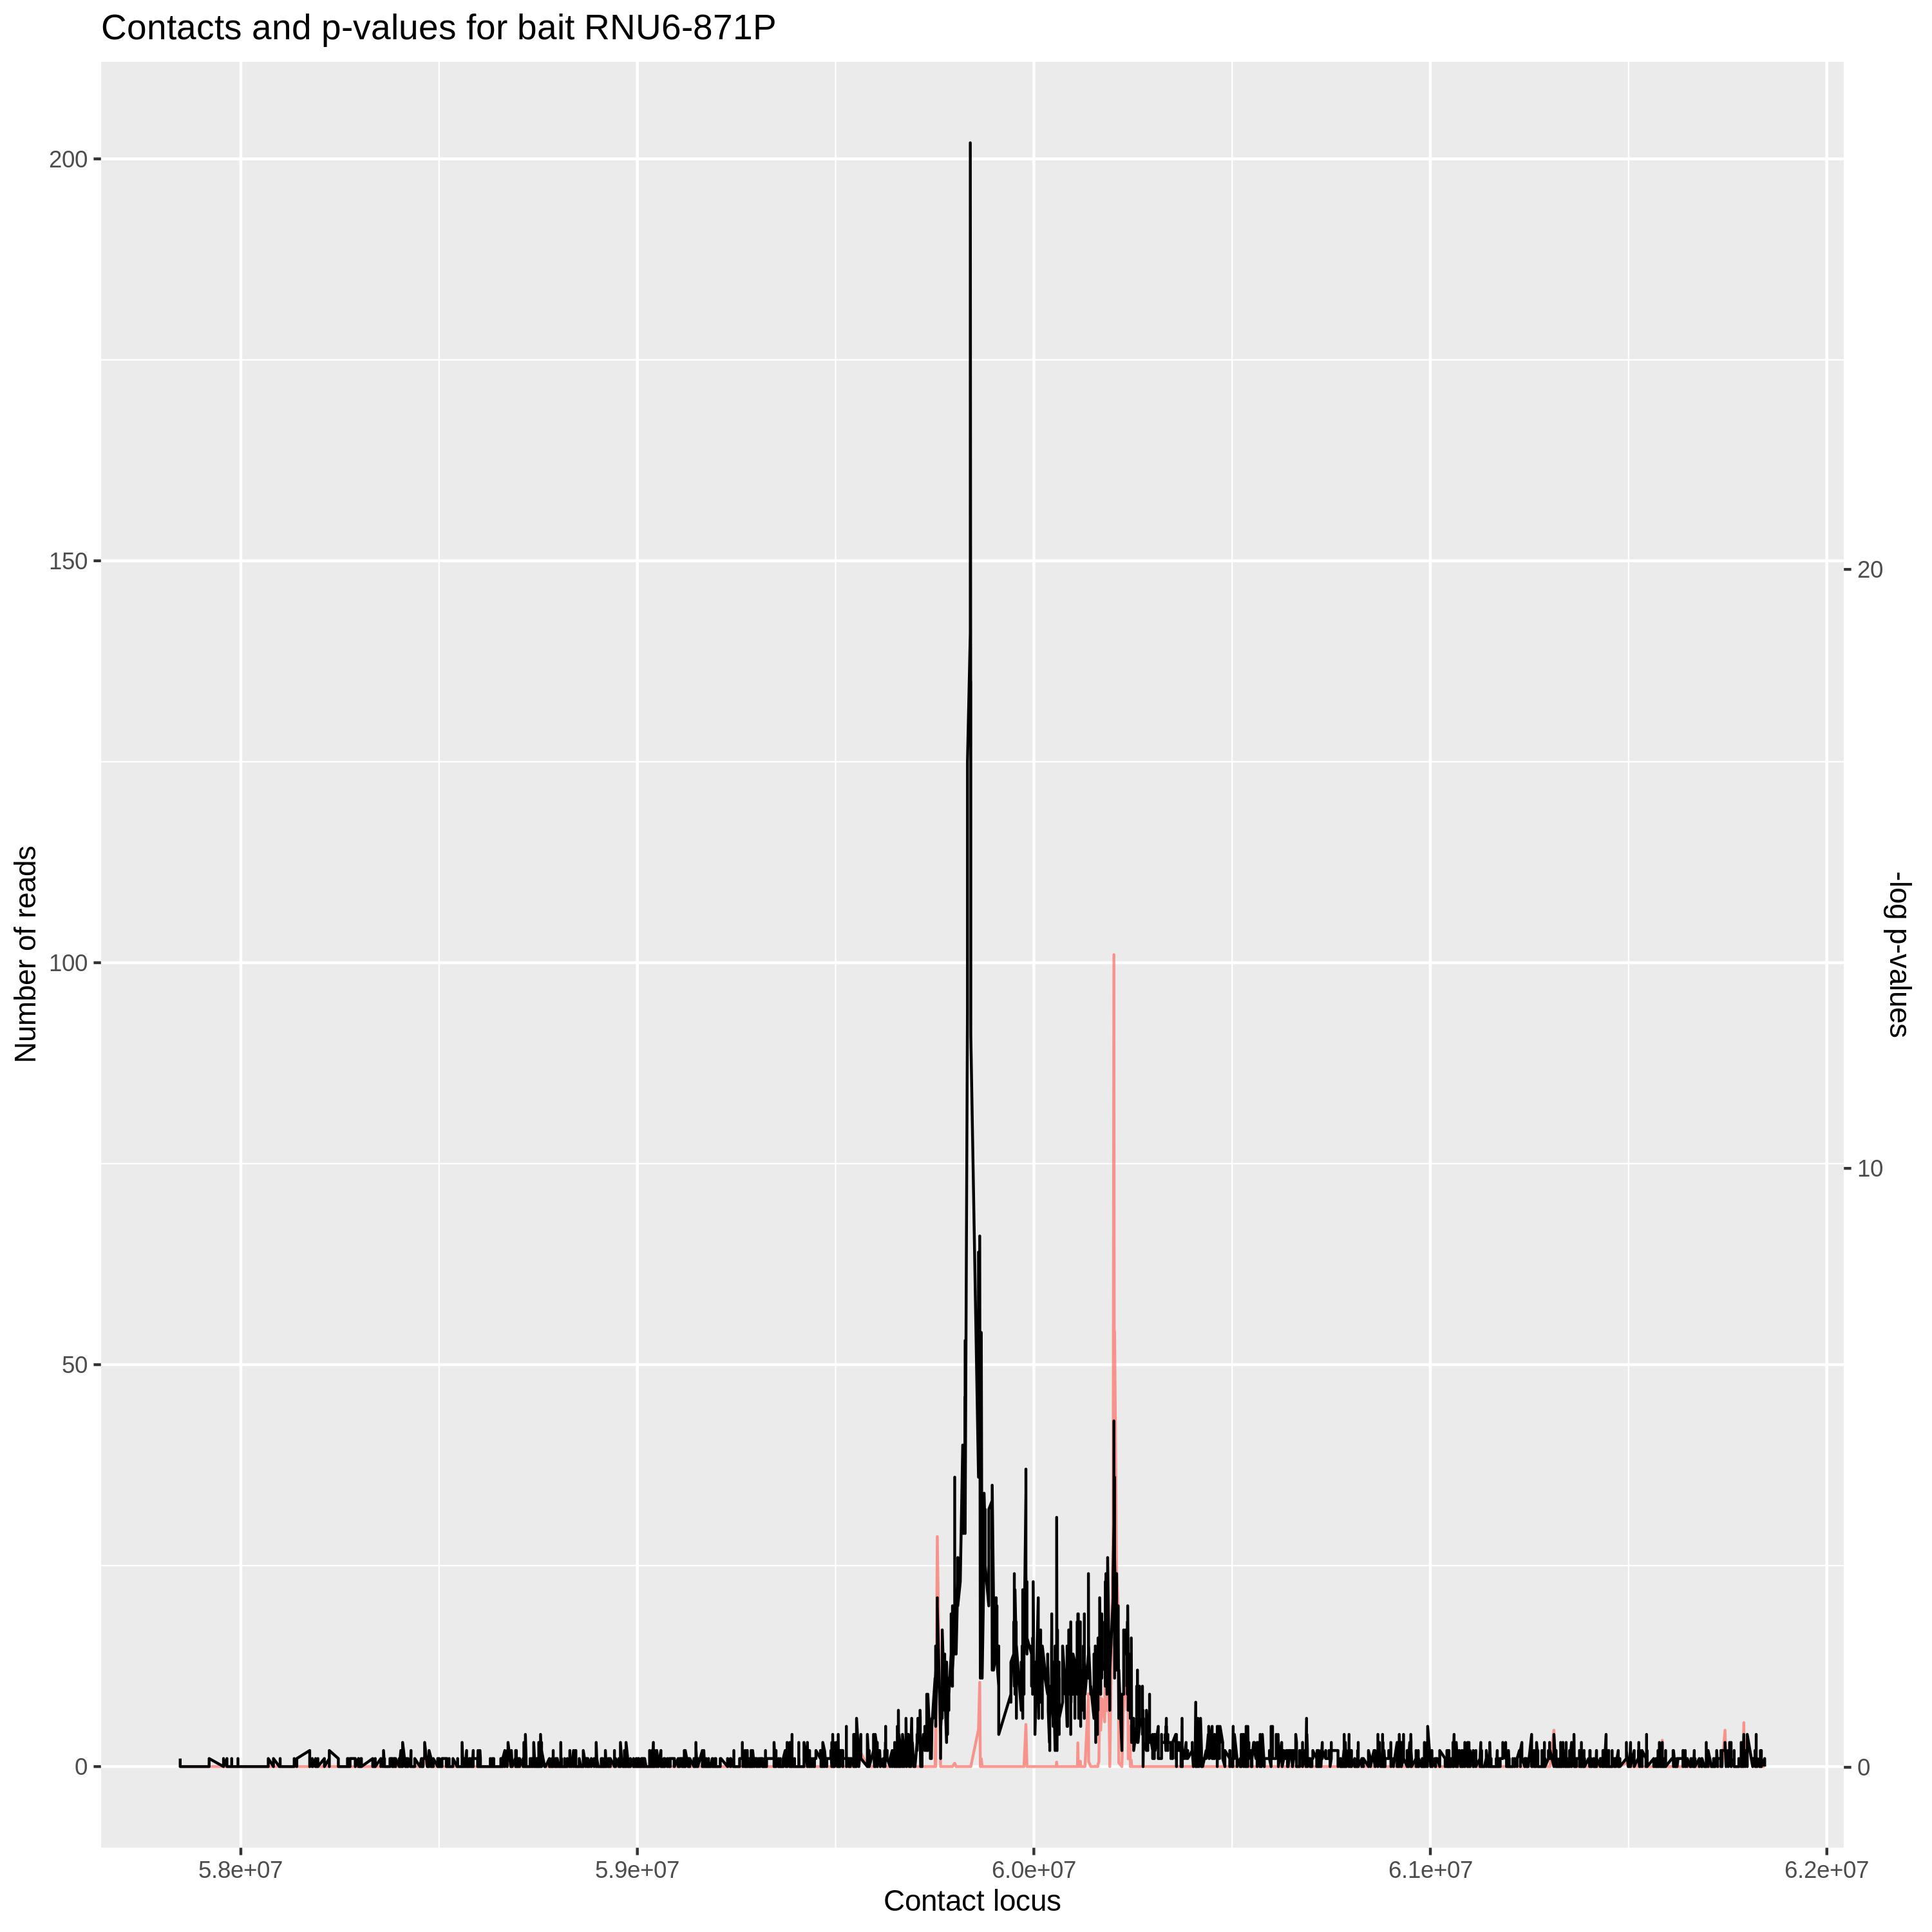 Contacts and p-values for bait RNU6-871P
200
150
100
50
0
Number of reads
20
10
0
-log p-values
5.8e+07
5.9e+07
6.0e+07
6.1e+07
6.2e+07
Contact locus